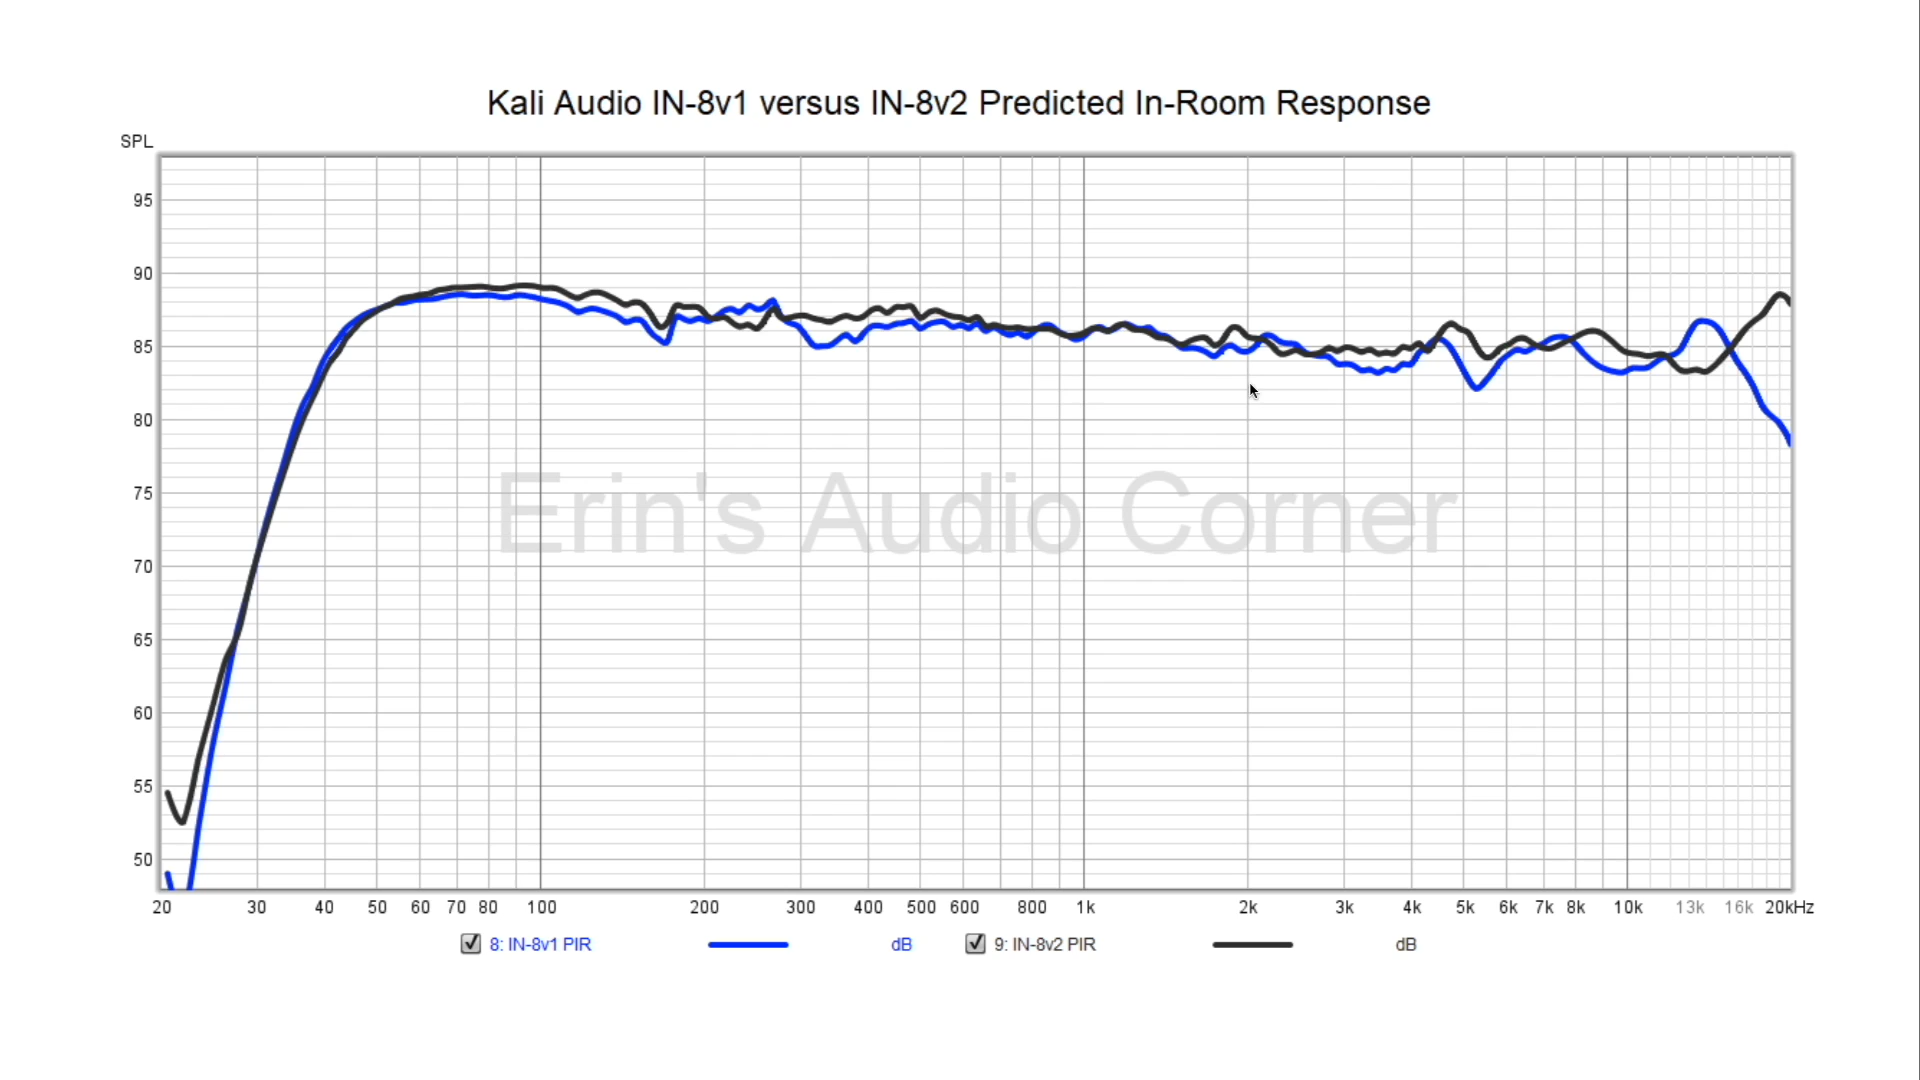 Kali Audio IN-8v1 versus IN-8v2 Predicted In-Room Response
SPL
95
90
85
80
75
70
65
60
55
50
Erin's Audio Corner
20 30 40 50 60 70 80 100 200 300 400 500 600 800 1k 2k 3k 4k 5k 6k 7k 8k 10k 13k 16k 20kHz
8: IN-8v1 PIR dB 9: IN-8v2 PIR dB